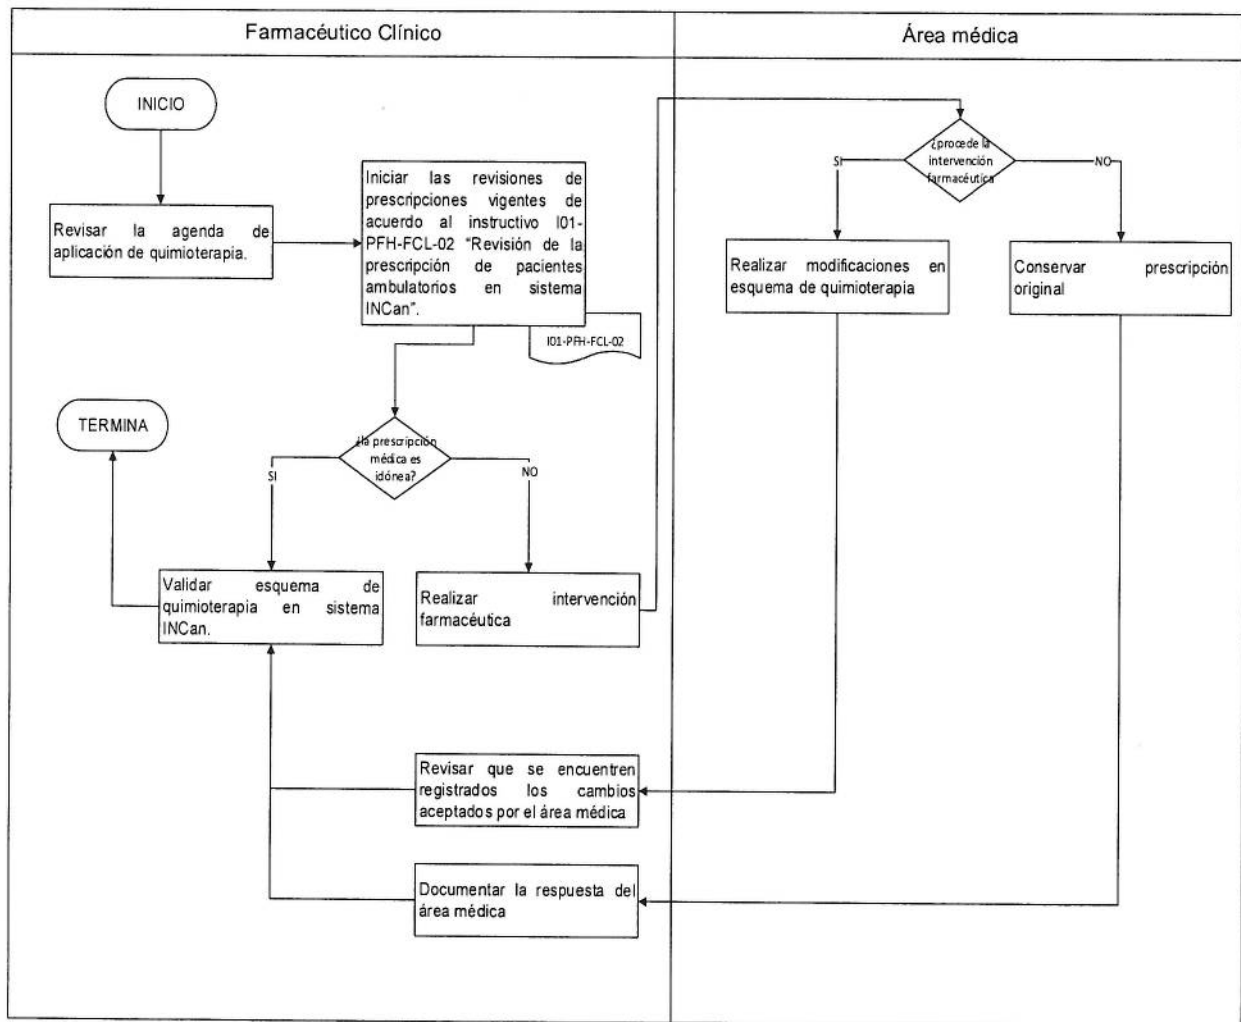 Farmacéutico Clínico
Área médica
INICIO
Revisar la agenda de
aplicación de quimioterapia.
Iniciar las revisiones de
prescripciones vigentes de
acuerdo al instructivo I01-
PFH-FCL-02 "Revisión de la
prescripción de pacientes
ambulatorios en sistema
INCan".
I01-PFH-FCL-02
¿la prescripción
médica es
idónea?
SI
NO
TERMINA
Validar esquema de
quimioterapia en sistema
INCan.
Realizar intervención
farmacéutica
¿procede la
intervención
farmacéutica
SI
NO
Realizar modificaciones en
esquema de quimioterapia
Conservar prescripción
original
Revisar que se encuentren
registrados los cambios
aceptados por el área médica
Documentar la respuesta del
área médica